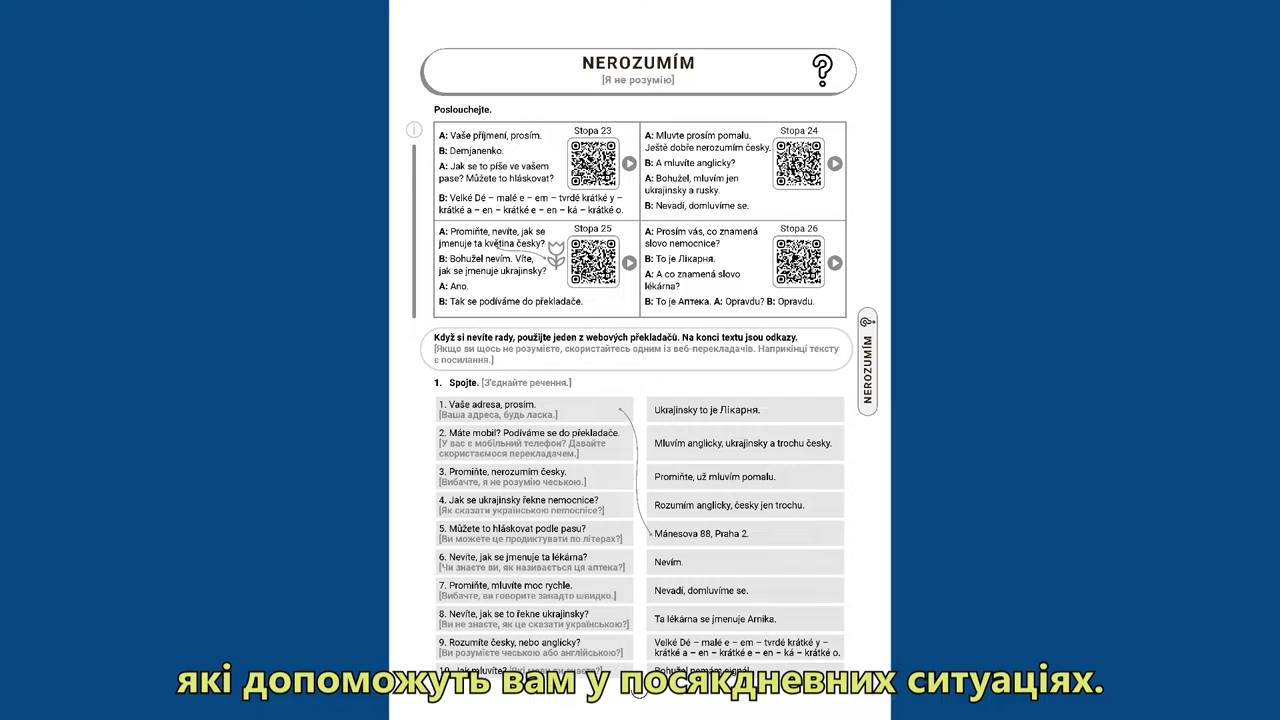 NEROZUMÍM
[Я не розумію]
Poslouchejte.
A: Vaše příjmení, prosím.
B: Demjanenko.
A: Jak se to píše ve vašem
pase? Můžete to hláskovat?
B: Velké Dé – malé e – em – tvrdé krátké y –
krátké a – en – krátké e – en – ká – krátké o.
Stopa 23
A: Mluvte prosím pomalu.
Ještě dobře nerozumím česky.
B: A mluvíte anglicky?
A: Bohužel, mluvím jen
ukrajinsky a rusky.
B: Nevadí, domluvíme se.
Stopa 24
A: Promiňte, nevíte, jak se
jmenuje ta květina česky?
B: Bohužel nevím. Víte,
jak se jmenuje ukrajinsky?
A: Ano.
B: Tak se podíváme do překladače.
Stopa 25
A: Prosím vás, co znamená
slovo nemocnice?
B: To je Лікарня.
A: A co znamená slovo
lékárna?
B: To je Аптека. A: Opravdu? B: Opravdu.
Stopa 26
Když si nevíte rady, použijte jeden z webových překladačů. Na konci textu jsou odkazy.
[Якщо ви щось не розумієте, скористайтесь одним із веб-перекладачів. Наприкінці тексту
є посилання.]
NEROZUMÍM
1. Spojte. [З'єднайте речення.]
1. Vaše adresa, prosím.
[Ваша адреса, будь ласка.]
2. Máte mobil? Podíváme se do překladače.
[У вас є мобільний телефон? Давайте
скористаємося перекладачем.]
3. Promiňte, nerozumím česky.
[Вибачте, я не розумію чеською.]
4. Jak se ukrajinsky řekne nemocnice?
[Як сказати українською nemocnice?]
5. Můžete to hláskovat podle pasu?
[Ви можете це продиктувати по літерах?]
6. Nevíte, jak se jmenuje ta lékárna?
[Чи знаєте ви, як називається ця аптека?]
7. Promiňte, mluvíte moc rychle.
[Вибачте, ви говорите занадто швидко.]
8. Nevíte, jak se to řekne ukrajinsky?
[Ви не знаєте, як це сказати українською?]
9. Rozumíte česky, nebo anglicky?
[Ви розумієте чеською або англійською?]
10. Jak mluvíte? [Які мови ви знаєте?]
Ukrajinsky to je Лікарня.
Mluvím anglicky, ukrajinsky a trochu česky.
Promiňte, už mluvím pomalu.
Rozumím anglicky, česky jen trochu.
Mánesova 88, Praha 2.
Nevím.
Nevadí, domluvíme se.
Ta lékárna se jmenuje Arnika.
Velké Dé – malé e – em – tvrdé krátké y –
krátké a – en – krátké e – en – ká – krátké o.
Bohužel nemám signál.
які допоможуть вам у посякдневних ситуаціях.